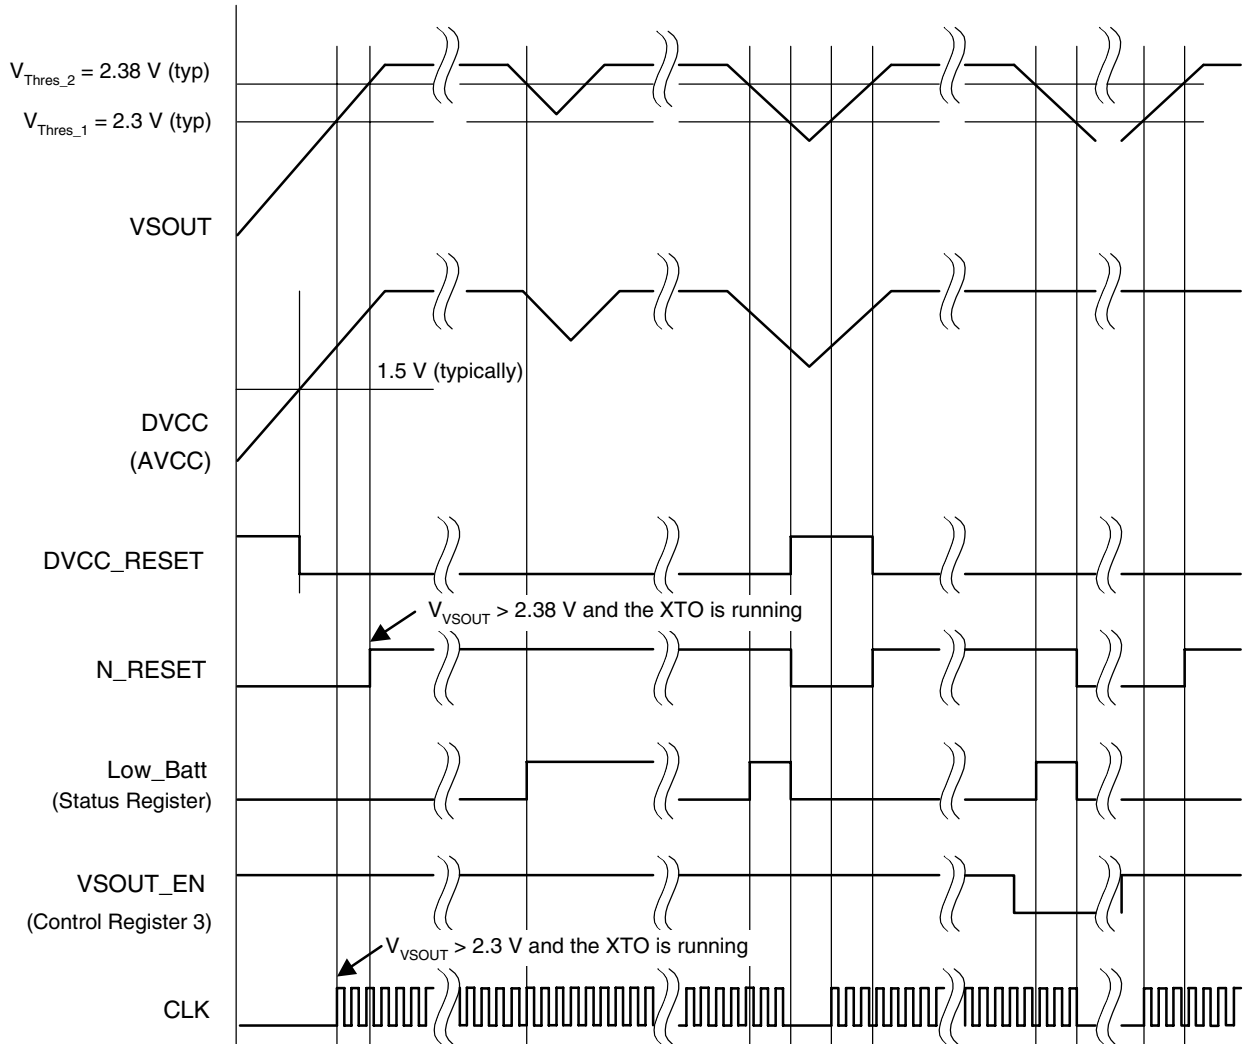 V_Thres_2 = 2.38 V (typ)
V_Thres_1 = 2.3 V (typ)
VSOUT
1.5 V (typically)
DVCC
(AVCC)
DVCC_RESET
V_VSOUT > 2.38 V and the XTO is running
N_RESET
Low_Batt
(Status Register)
VSOUT_EN
(Control Register 3)
V_VSOUT > 2.3 V and the XTO is running
CLK